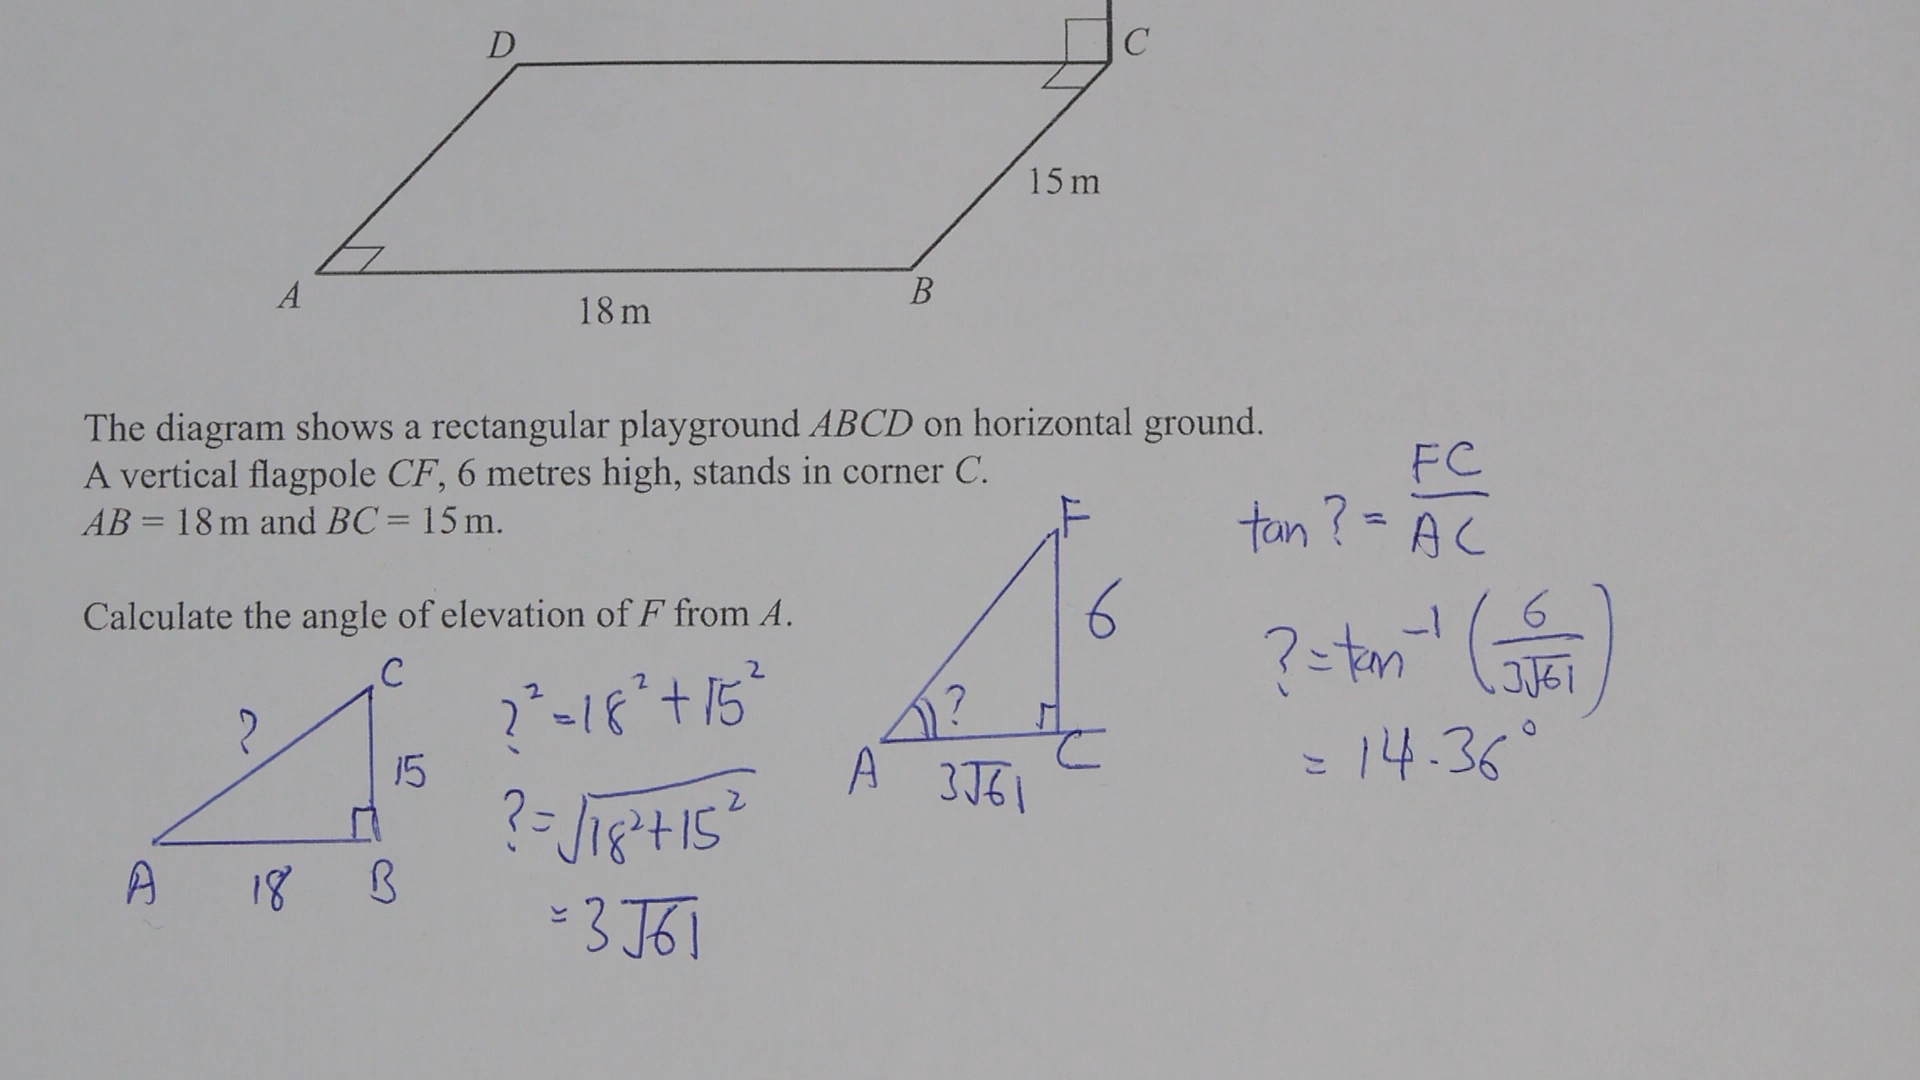 D
C
15 m
A
B
18 m
The diagram shows a rectangular playground ABCD on horizontal ground.
A vertical flagpole CF, 6 metres high, stands in corner C.
AB = 18 m and BC = 15 m.
Calculate the angle of elevation of F from A.
C
?
15
A
18
B
?² = 18² + 15²
? = √(18² + 15²)
= 3√61
F
6
?
A
C
3√61
tan ? = FC/AC
? = tan⁻¹ (6/3√61)
= 14.36°